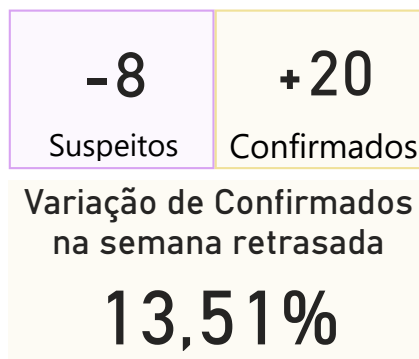 -8
+20
Suspeitos
Confirmados
Variação de Confirmados
na semana retrasada
13,51%